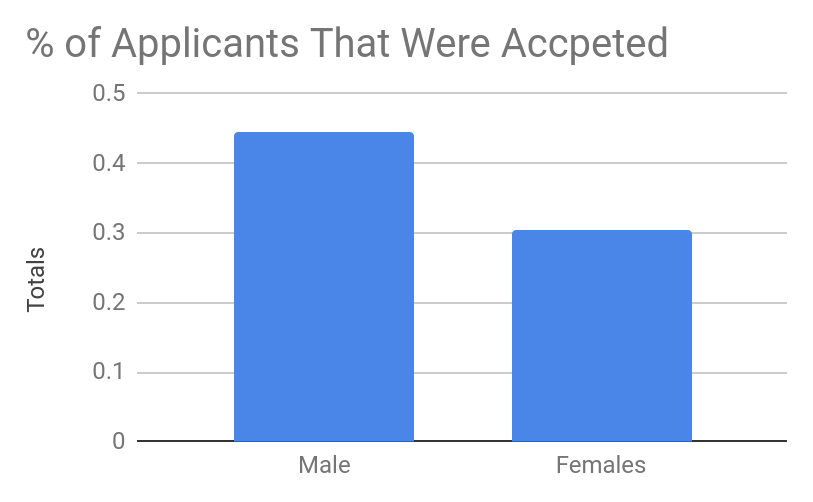 % of Applicants That Were Accpeted
0.5
0.4
0.3
0.2
0.1
0
Totals
Male
Females